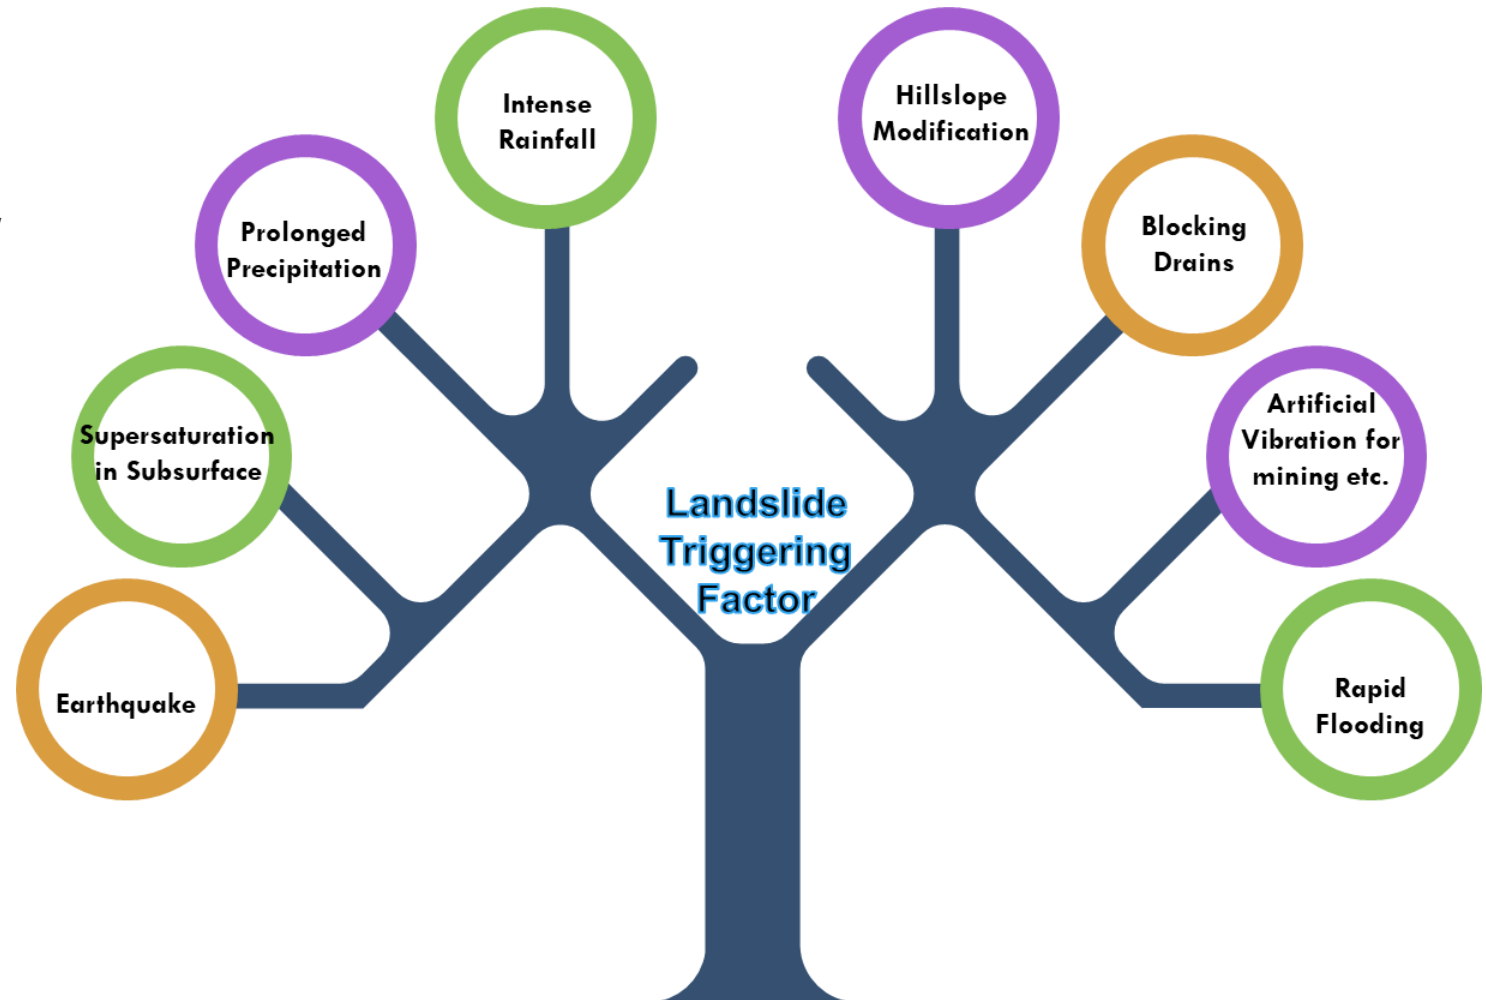 Intense
Rainfall
Hillslope
Modification
Prolonged
Precipitation
Blocking
Drains
Supersaturation
in Subsurface
Artificial
Vibration for
mining etc.
Landslide
Triggering
Factor
Earthquake
Rapid
Flooding